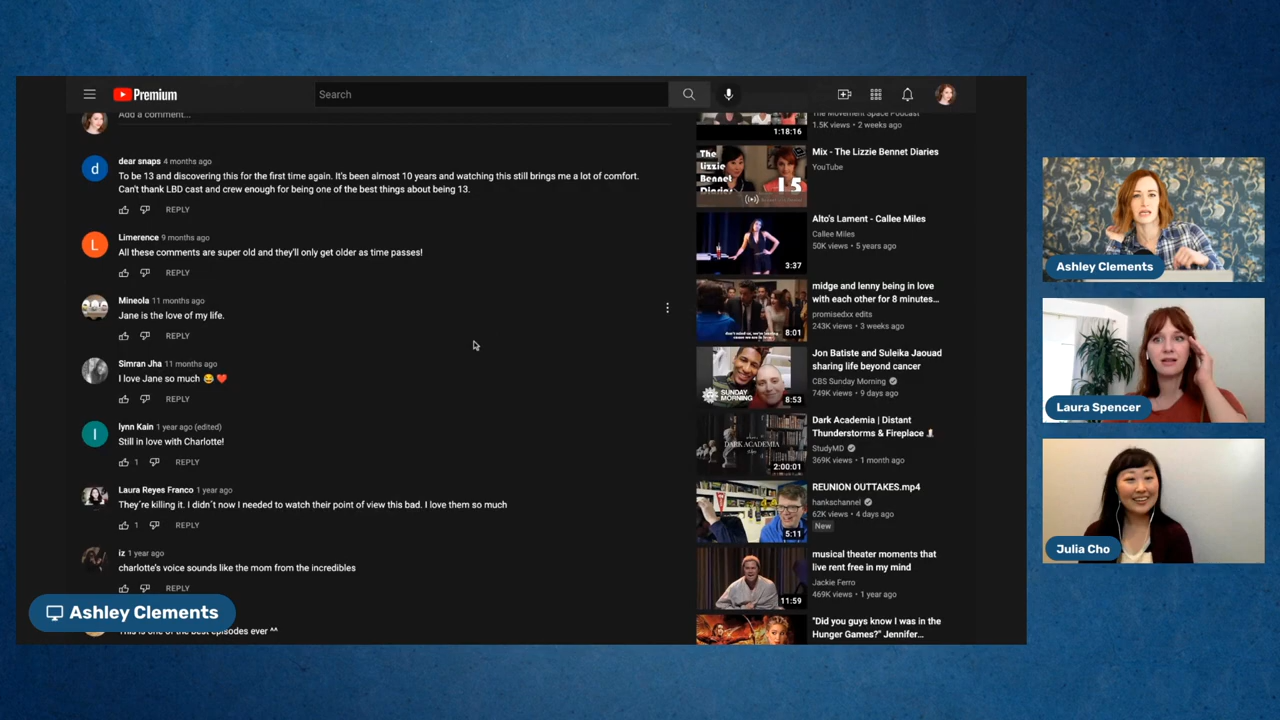 Premium
Search
Add a comment...
dear snaps 4 months ago
To be 13 and discovering this for the first time again. It's been almost 10 years and watching this still brings me a lot of comfort.
Can't thank LBD cast and crew enough for being one of the best things about being 13.
REPLY
Limerence 9 months ago
All these comments are super old and they'll only get older as time passes!
REPLY
Mineola 11 months ago
Jane is the love of my life.
REPLY
Simran Jha 11 months ago
I love Jane so much 😂 ❤️
REPLY
lynn Kain 1 year ago (edited)
Still in love with Charlotte!
1 REPLY
Laura Reyes Franco 1 year ago
They're killing it. I didn´t now I needed to watch their point of view this bad. I love them so much
1 REPLY
iz 1 year ago
charlotte's voice sounds like the mom from the incredibles
REPLY
Ashley Clements
This is one of the best episodes ever ^^
The Movement Space Podcast
1.5K views • 2 weeks ago
1:18:16
The
Lizzie
Bennet
Diaries
15
Mix - The Lizzie Bennet Diaries
YouTube
Alto's Lament - Callee Miles
Callee Miles
50K views • 5 years ago
3:37
midge and lenny being in love
with each other for 8 minutes...
promisedxx edits
243K views • 3 weeks ago
8:01
Jon Batiste and Suleika Jaouad
sharing life beyond cancer
CBS Sunday Morning
749K views • 9 days ago
SUNDAY
MORNING
8:53
Dark Academia | Distant
Thunderstorms & Fireplace
StudyMD
369K views • 1 month ago
DARK ACADEMIA
2:00:01
REUNION OUTTAKES.mp4
hankschannel
62K views • 4 days ago
New
5:11
musical theater moments that
live rent free in my mind
Jackie Ferro
469K views • 1 year ago
11:59
"Did you guys know I was in the
Hunger Games?" Jennifer...
Ashley Clements
Laura Spencer
Julia Cho